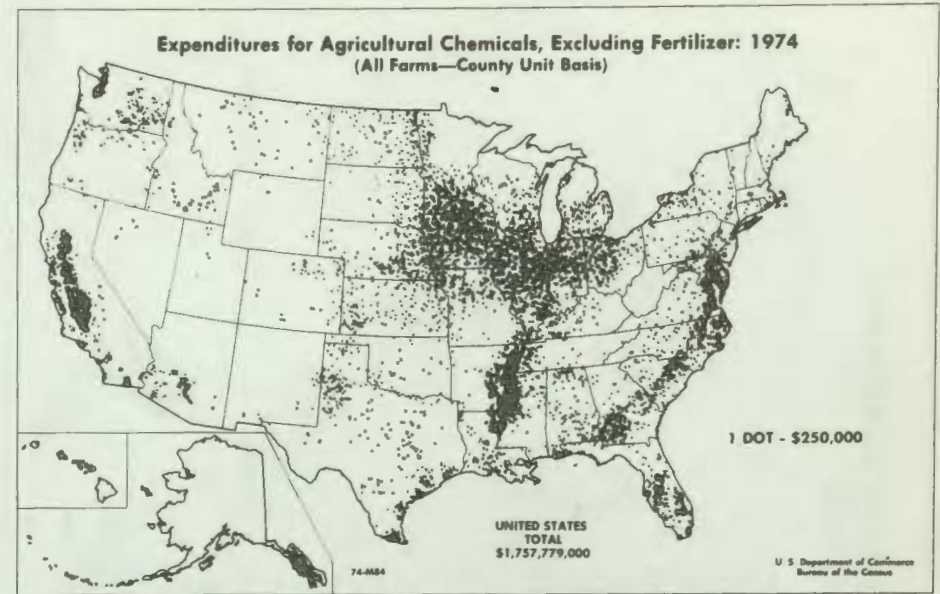 Expenditures for Agricultural Chemicals, Excluding Fertilizer: 1974
(All Farms—County Unit Basis)
1 DOT - $250,000
UNITED STATES
TOTAL
$1,757,779,000
74-M84
U S Department of Commerce
Bureau of the Census